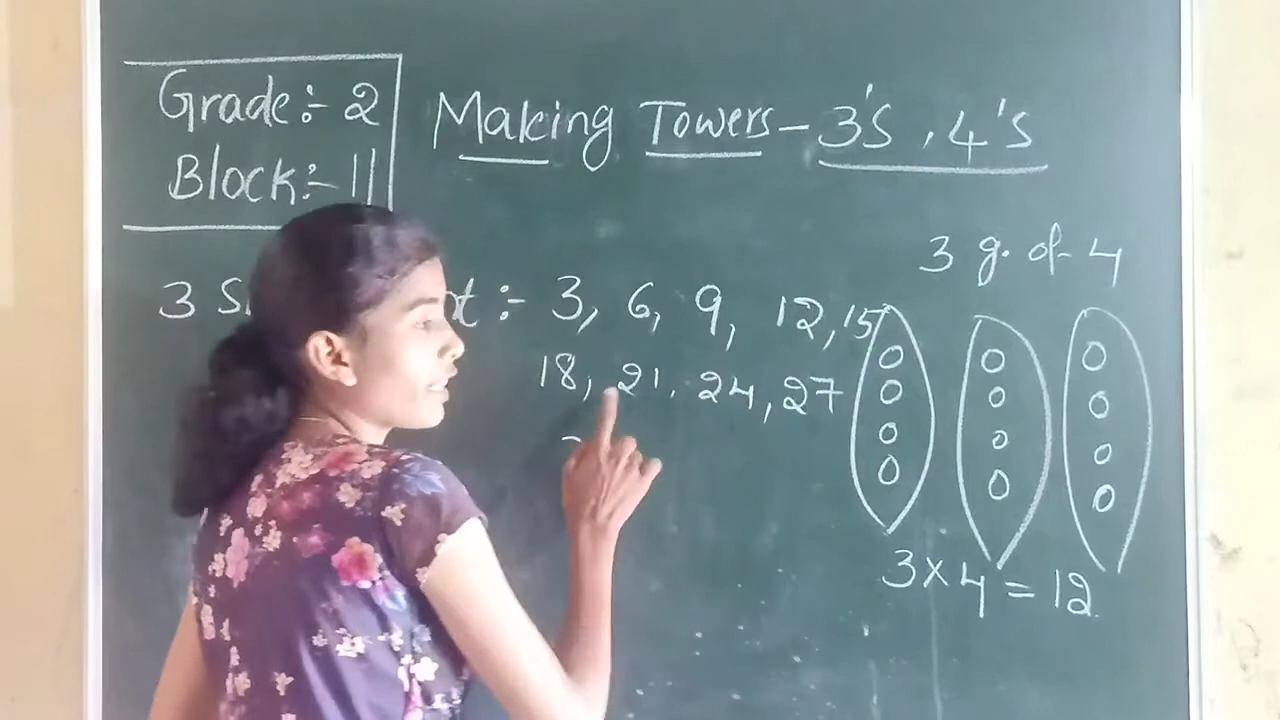 Grade:- 2
Block:- 11
Making Towers - 3's, 4's
3 :- 3, 6, 9, 12, 15
18, 21, 24, 27
3 g. of 4
3 x 4 = 12